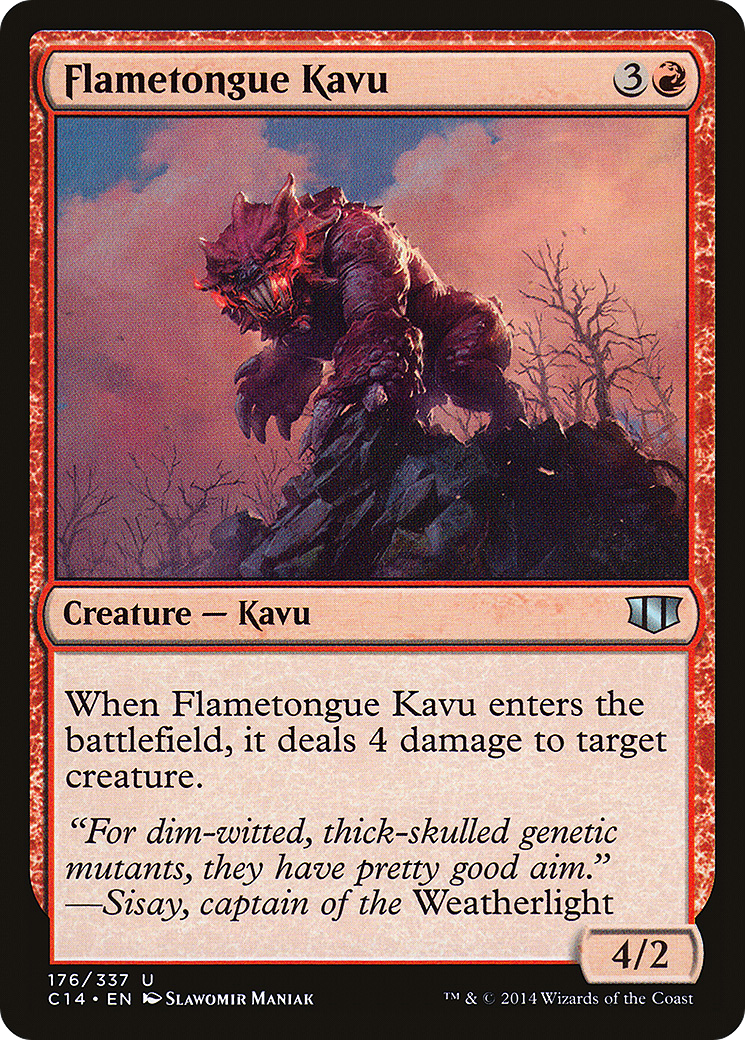 Flametongue Kavu
3
Creature — Kavu
When Flametongue Kavu enters the
battlefield, it deals 4 damage to target
creature.
“For dim-witted, thick-skulled genetic
mutants, they have pretty good aim.”
—Sisay, captain of the Weatherlight
4/2
176/337 U
C14 • EN Slawomir Maniak
™ & © 2014 Wizards of the Coast